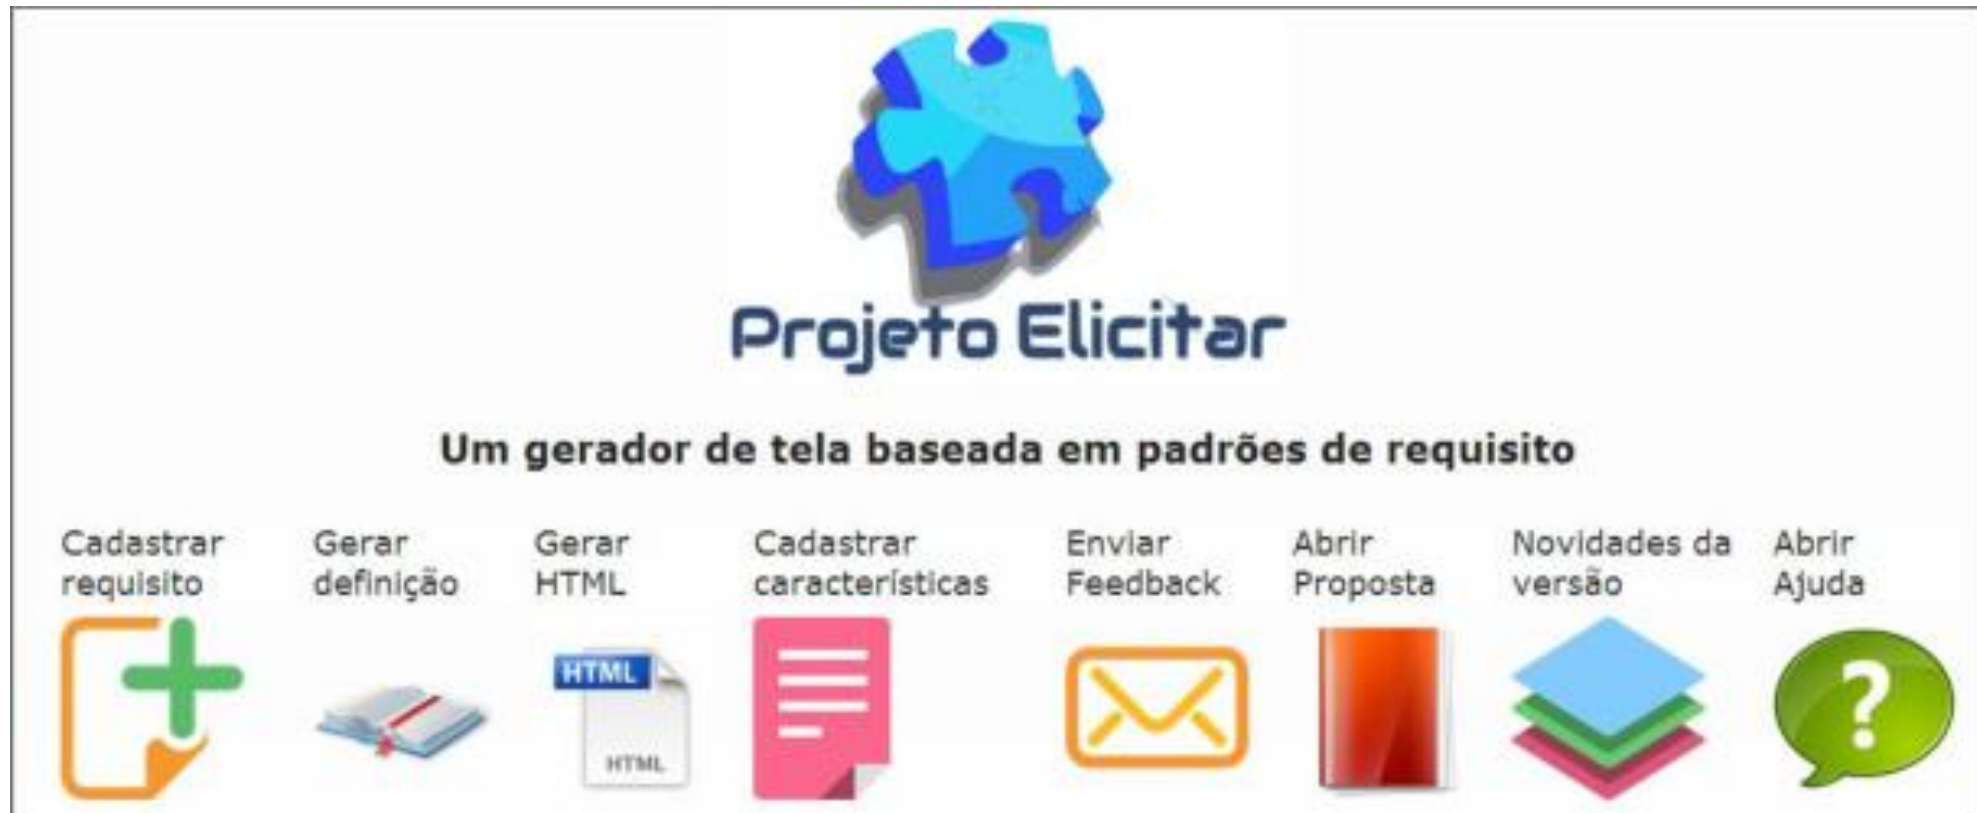 Projeto Elicitar
Um gerador de tela baseada em padrões de requisito
Cadastrar
requisito
Gerar
definição
Gerar
HTML
Cadastrar
características
Enviar
Feedback
Abrir
Proposta
Novidades da
versão
Abrir
Ajuda
HTML
HTML
?